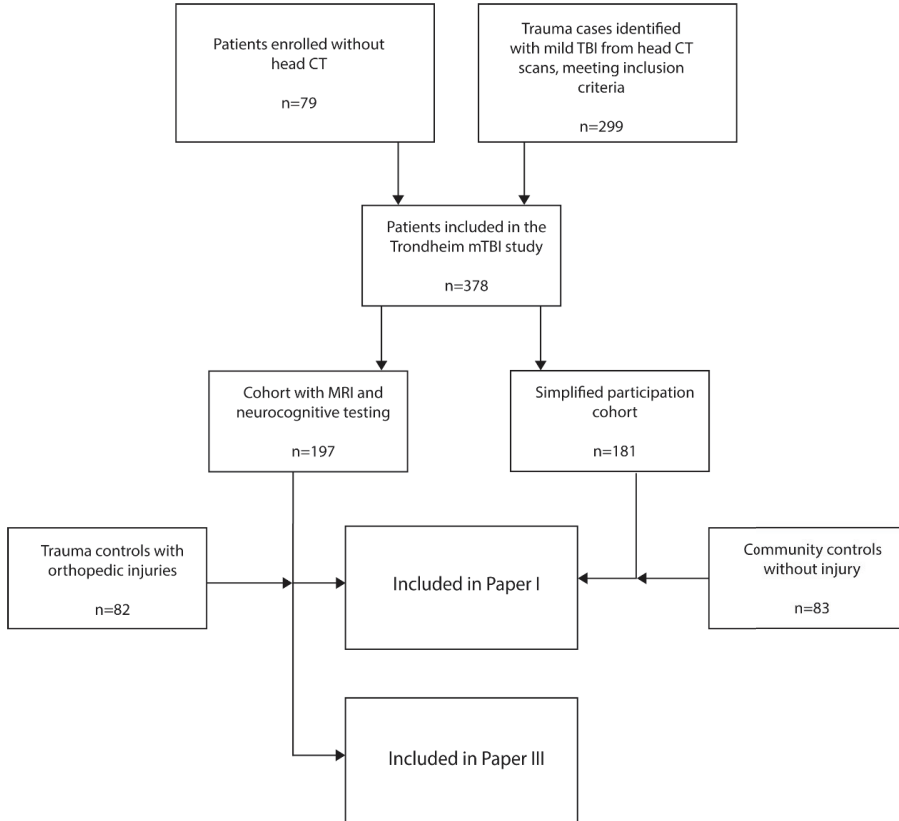 Patients enrolled without
head CT
n=79
Trauma cases identified
with mild TBI from head CT
scans, meeting inclusion
criteria
n=299
Patients included in the
Trondheim mTBI study
n=378
Cohort with MRI and
neurocognitive testing
n=197
Simplified participation
cohort
n=181
Trauma controls with
orthopedic injuries
n=82
Included in Paper I
Community controls
without injury
n=83
Included in Paper III